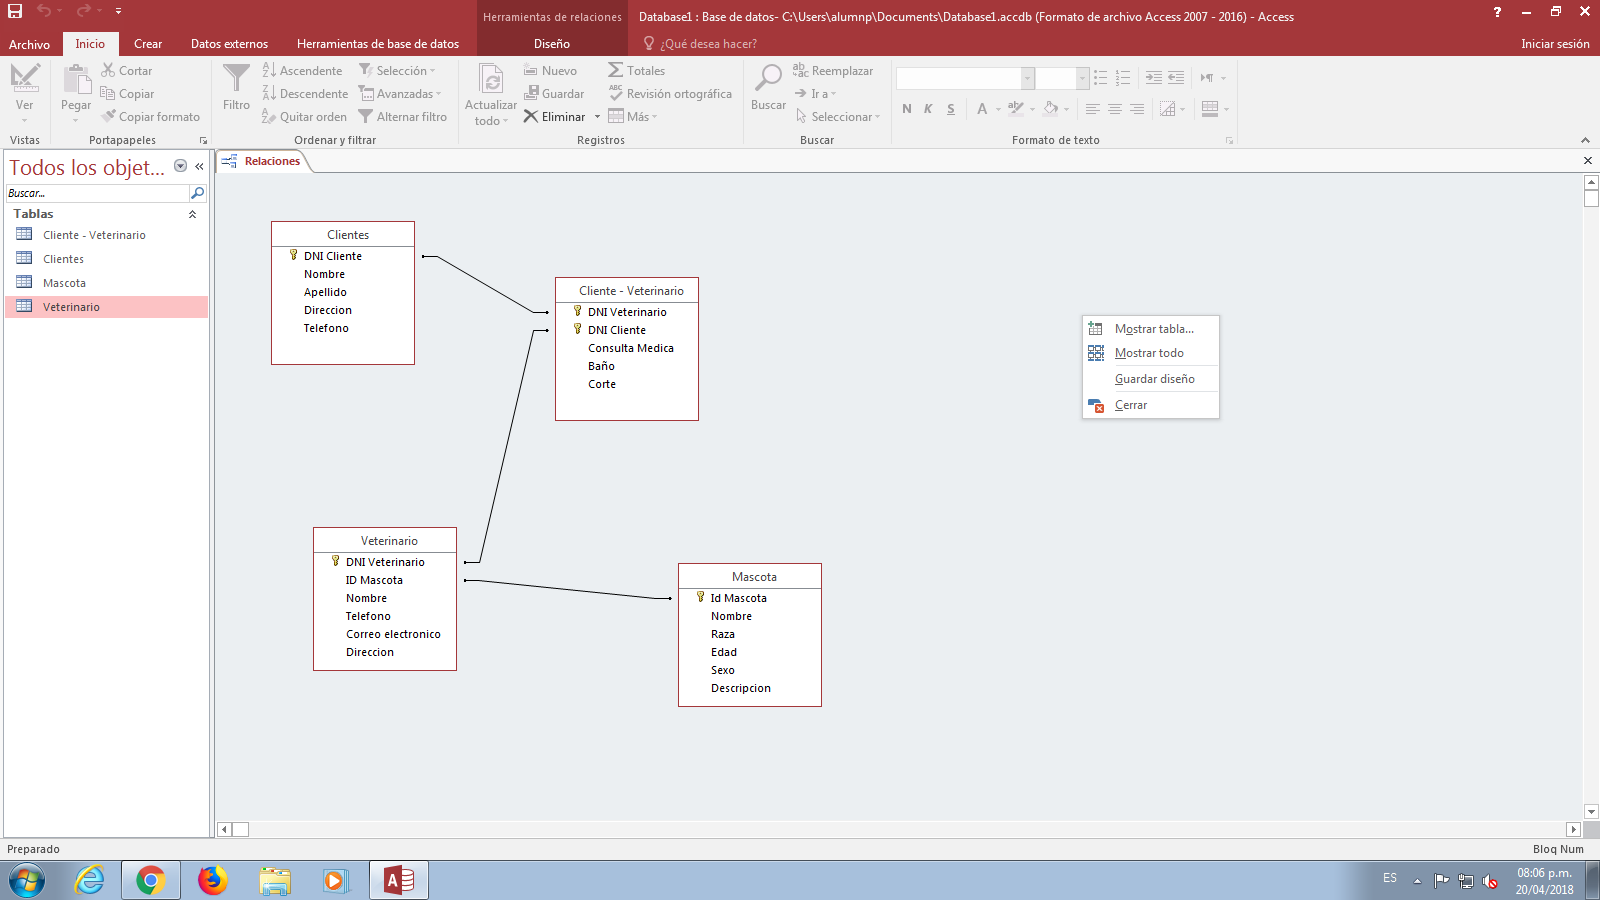 Herramientas de relaciones
Database1 : Base de datos- C:\Users\alumnp\Documents\Database1.accdb (Formato de archivo Access 2007 - 2016) - Access
?
Archivo
Inicio
Crear
Datos externos
Herramientas de base de datos
Diseño
¿Qué desea hacer?
Iniciar sesión
Ver
Vistas
Pegar
Cortar
Copiar
Copiar formato
Portapapeles
Filtro
Ascendente
Descendente
Quitar orden
Selección
Avanzadas
Alternar filtro
Ordenar y filtrar
Actualizar
todo
Nuevo
Guardar
Eliminar
Totales
Revisión ortográfica
Más
Registros
Buscar
Reemplazar
Ir a
Seleccionar
Buscar
N K S A
Formato de texto
Todos los objet...
Buscar...
Tablas
Cliente - Veterinario
Clientes
Mascota
Veterinario
Relaciones
Clientes
DNI Cliente
Nombre
Apellido
Direccion
Telefono
Cliente - Veterinario
DNI Veterinario
DNI Cliente
Consulta Medica
Baño
Corte
Mostrar tabla...
Mostrar todo
Guardar diseño
Cerrar
Veterinario
DNI Veterinario
ID Mascota
Nombre
Telefono
Correo electronico
Direccion
Mascota
Id Mascota
Nombre
Raza
Edad
Sexo
Descripcion
Preparado
Bloq Num
ES
08:06 p.m.
20/04/2018